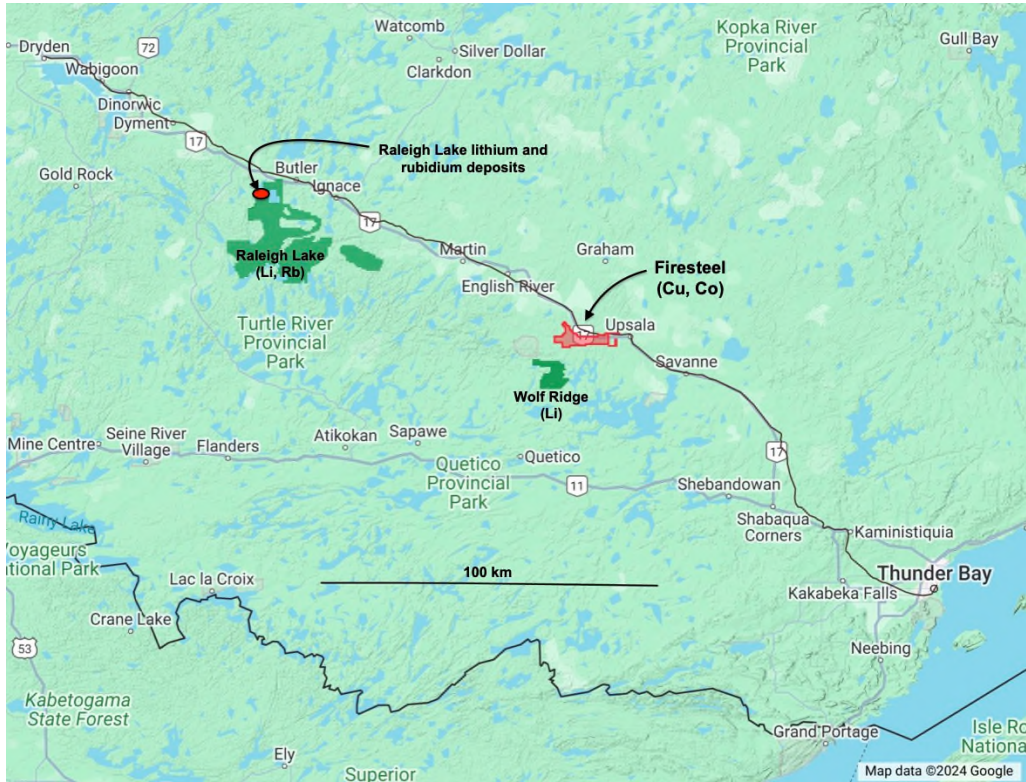 Watcomb
Kopka River
Provincial
Park
Gull Bay
Dryden
72
Silver Dollar
Clarkdon
Wabigoon
Dinorwic
Dyment
17
Raleigh Lake lithium and
rubidium deposits
Gold Rock
Butler
Ignace
17
Raleigh Lake
(Li, Rb)
Martin
Graham
English River
Firesteel
(Cu, Co)
Turtle River
Provincial
Park
17
Upsala
Savanne
Wolf Ridge
(Li)
Mine Centre
Seine River
Village
Flanders
Atikokan
Sapawe
Quetico
Quetico
Provincial
Park
11
17
Shebandowan
Shabaqua
Corners
Kaministiquia
Rainy Lake
Voyageurs
National Park
Lac la Croix
100 km
Thunder Bay
Kakabeka Falls
Crane Lake
53
Neebing
Kabetogama
State Forest
Grand Portage
Isle Ro
Nationa
Ely
Superior
Map data ©2024 Google